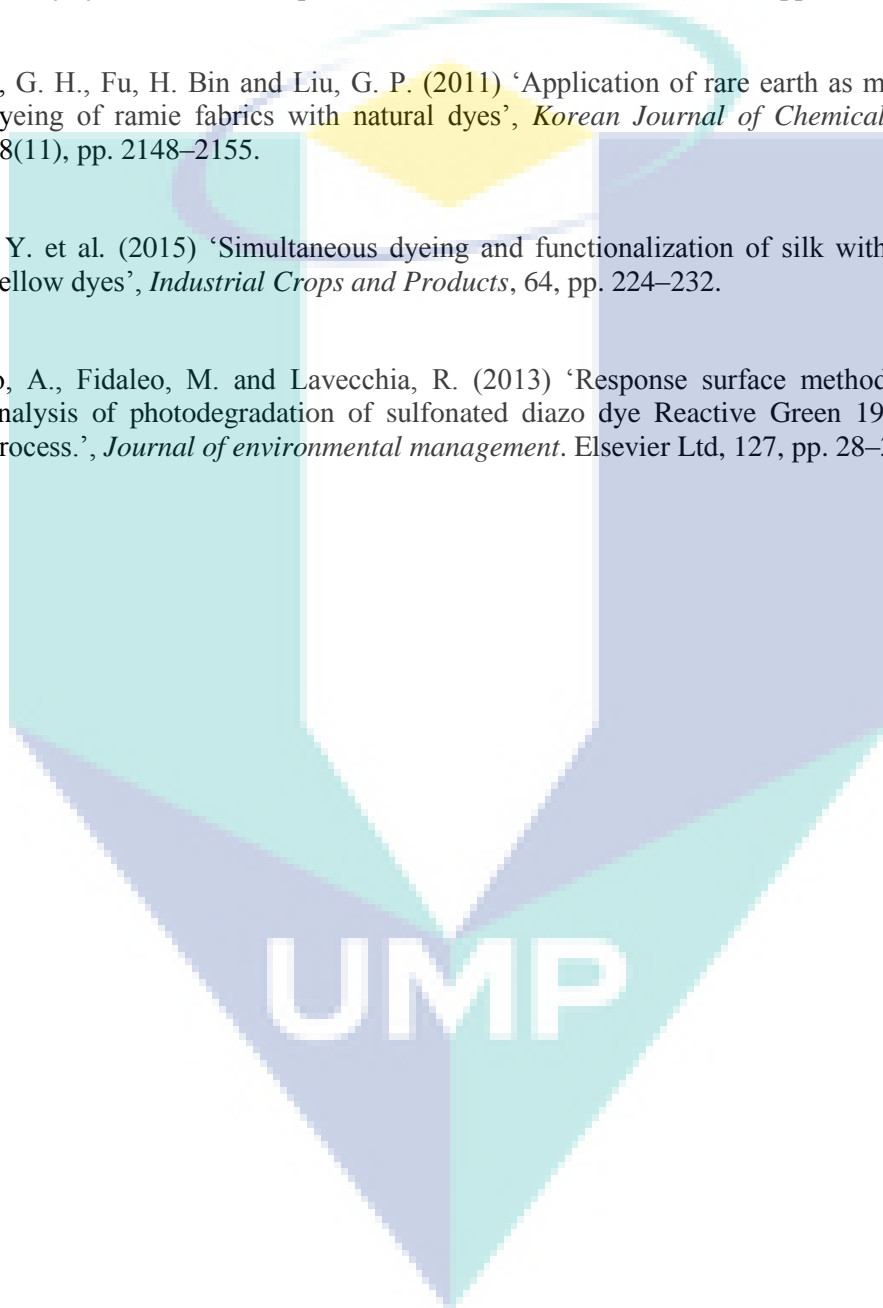 , G. H., Fu, H. Bin and Liu, G. P. (2011) ‘Application of rare earth as m
yeing of ramie fabrics with natural dyes’, Korean Journal of Chemical
8(11), pp. 2148–2155.
Y. et al. (2015) ‘Simultaneous dyeing and functionalization of silk with
ellow dyes’, Industrial Crops and Products, 64, pp. 224–232.
o, A., Fidaleo, M. and Lavecchia, R. (2013) ‘Response surface method
nalysis of photodegradation of sulfonated diazo dye Reactive Green 19
rocess.’, Journal of environmental management. Elsevier Ltd, 127, pp. 28–
UMP